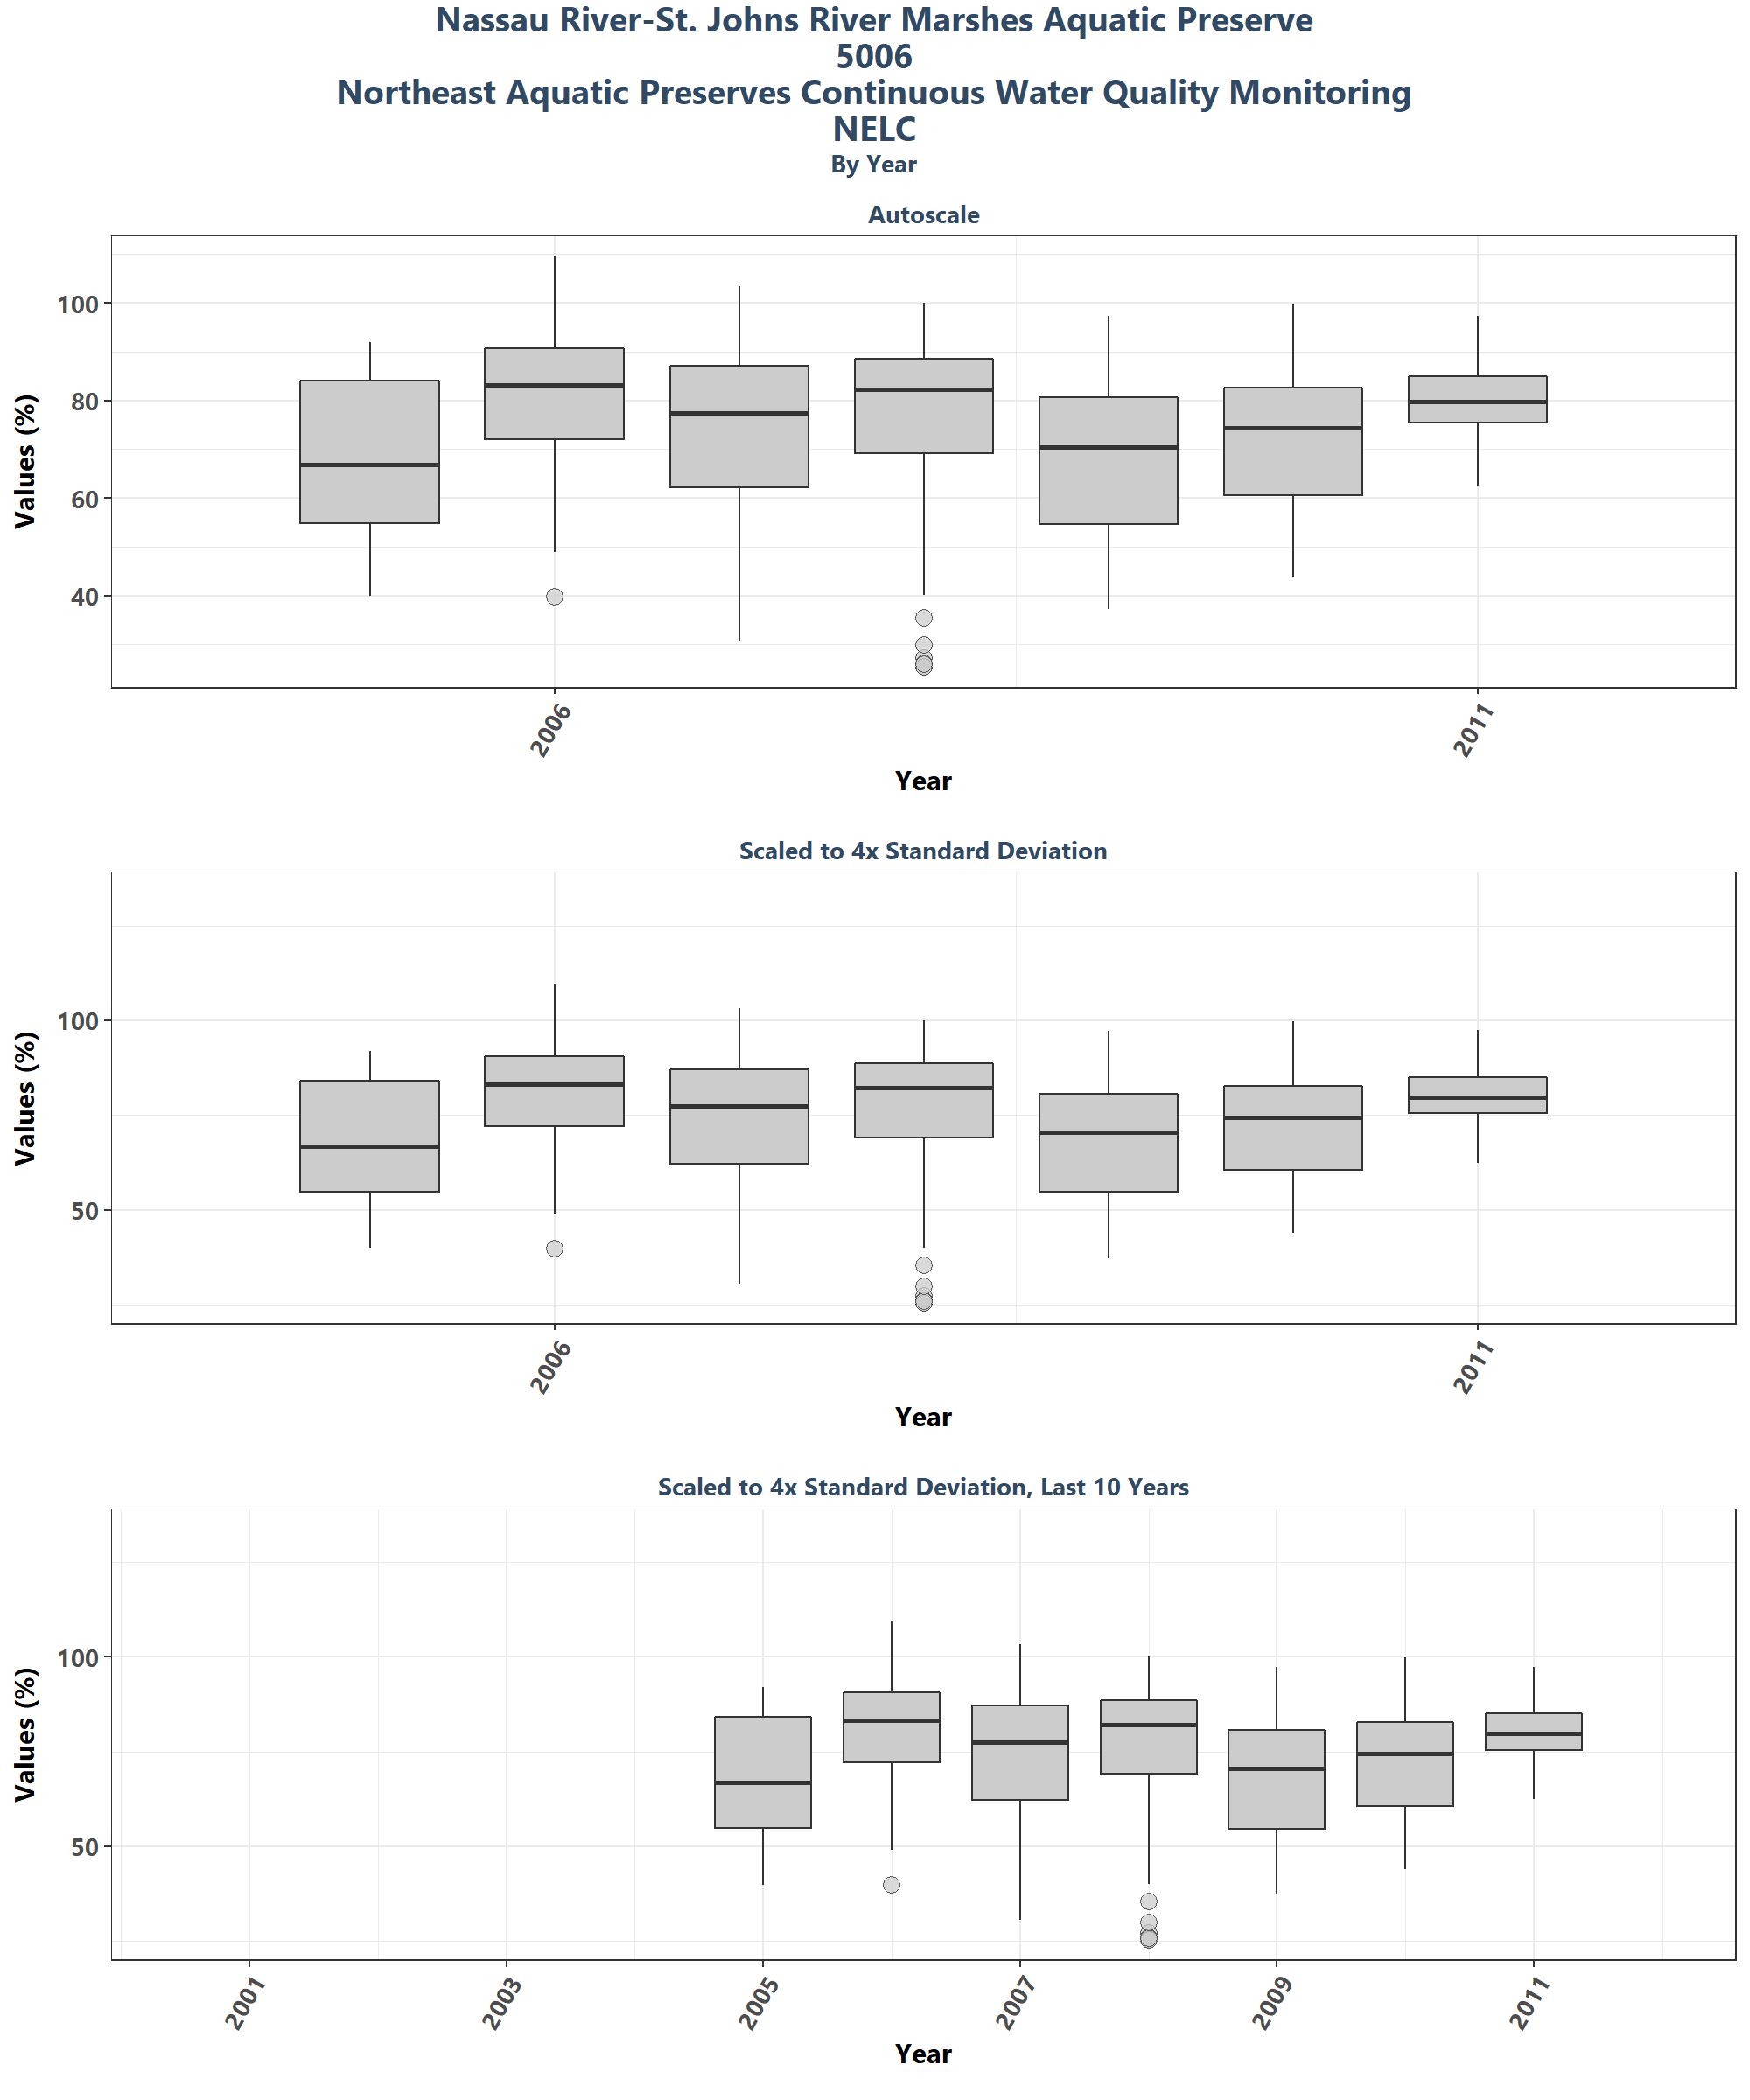 Nassau River-St. Johns River Marshes Aquatic Preserve
5006
Northeast Aquatic Preserves Continuous Water Quality Monitoring
NELC
By Year
Autoscale
Values (%)
100
80
60
40
2006
2011
Year
Scaled to 4x Standard Deviation
Values (%)
100
50
2006
2011
Year
Scaled to 4x Standard Deviation, Last 10 Years
Values (%)
100
50
2001
2003
2005
2007
2009
2011
Year